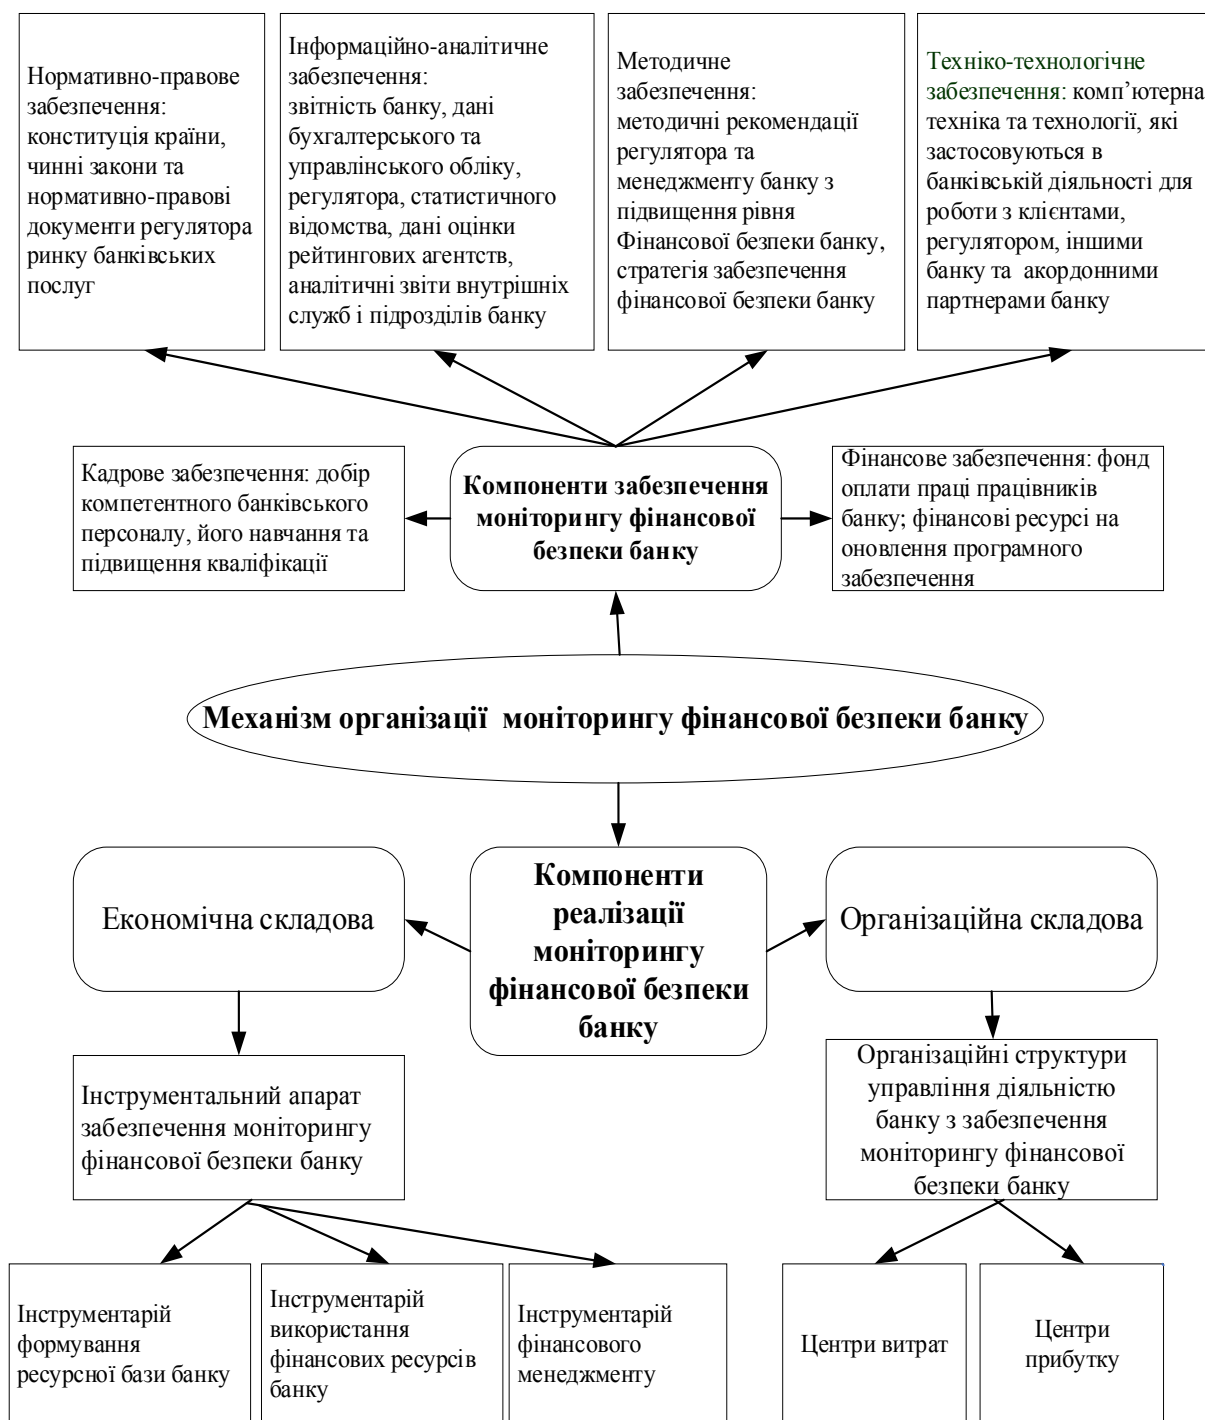 Нормативно-правове
забезпечення:
конституція країни,
чинні закони та
нормативно-правові
документи регулятора
ринку банківських
послуг
Інформаційно-аналітичне
забезпечення:
звітність банку, дані
бухгалтерського та
управлінського обліку,
регулятора, статистичного
відомства, дані оцінки
рейтингових агентств,
аналітичні звіти внутрішніх
служб і підрозділів банку
Методичне
забезпечення:
методичні рекомендації
регулятора та
менеджменту банку з
підвищення рівня
Фінансової безпеки банку,
стратегія забезпечення
фінансової безпеки банку
Техніко-технологічне
забезпечення: комп’ютерна
техніка та технології, які
застосовуються в
банківській діяльності для
роботи з клієнтами,
регулятором, іншими
банку та акордонними
партнерами банку
Кадрове забезпечення: добір
компетентного банківського
персоналу, його навчання та
підвищення кваліфікації
Компоненти забезпечення
моніторингу фінансової
безпеки банку
Фінансове забезпечення: фонд
оплати праці працівників
банку; фінансові ресурсі на
оновлення програмного
забезпечення
Механізм організації моніторингу фінансової безпеки банку
Економічна складова
Компоненти
реалізації
моніторингу
фінансової безпеки
банку
Організаційна складова
Інструментальний апарат
забезпечення моніторингу
фінансової безпеки банку
Організаційні структури
управління діяльністю
банку з забезпечення
моніторингу фінансової
безпеки банку
Інструментарій
формування
ресурсної бази банку
Інструментарій
використання
фінансових ресурсів
банку
Інструментарій
фінансового
менеджменту
Центри витрат
Центри
прибутку